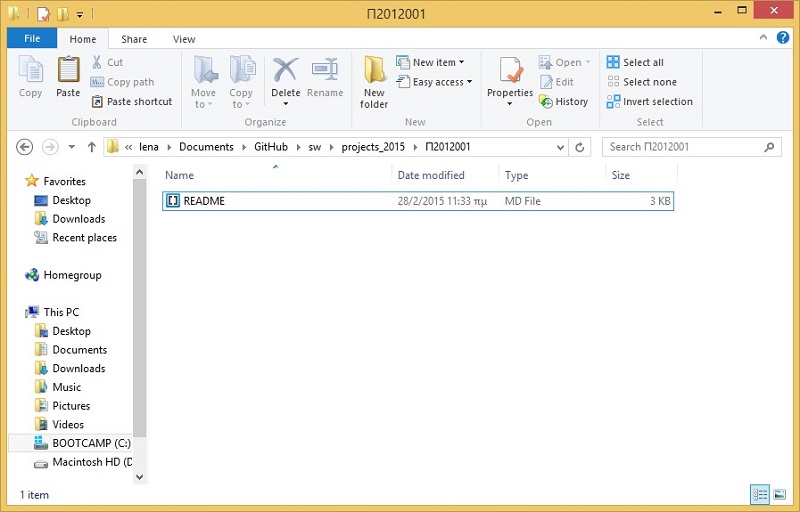 Π2012001
File Home Share View
Copy
Paste
Cut
Copy path
Paste shortcut
Clipboard
Move to
Copy to
Delete
Rename
Organize
New folder
New item
Easy access
New
Properties
Open
Edit
History
Open
Select all
Select none
Invert selection
Select
« lena Documents GitHub sw projects_2015 Π2012001
Search Π2012001
Favorites
Desktop
Downloads
Recent places
Homegroup
This PC
Desktop
Documents
Downloads
Music
Pictures
Videos
BOOTCAMP (C:)
Macintosh HD (D
Name Date modified Type Size
README 28/2/2015 11:33 πμ MD File 3 KB
1 item